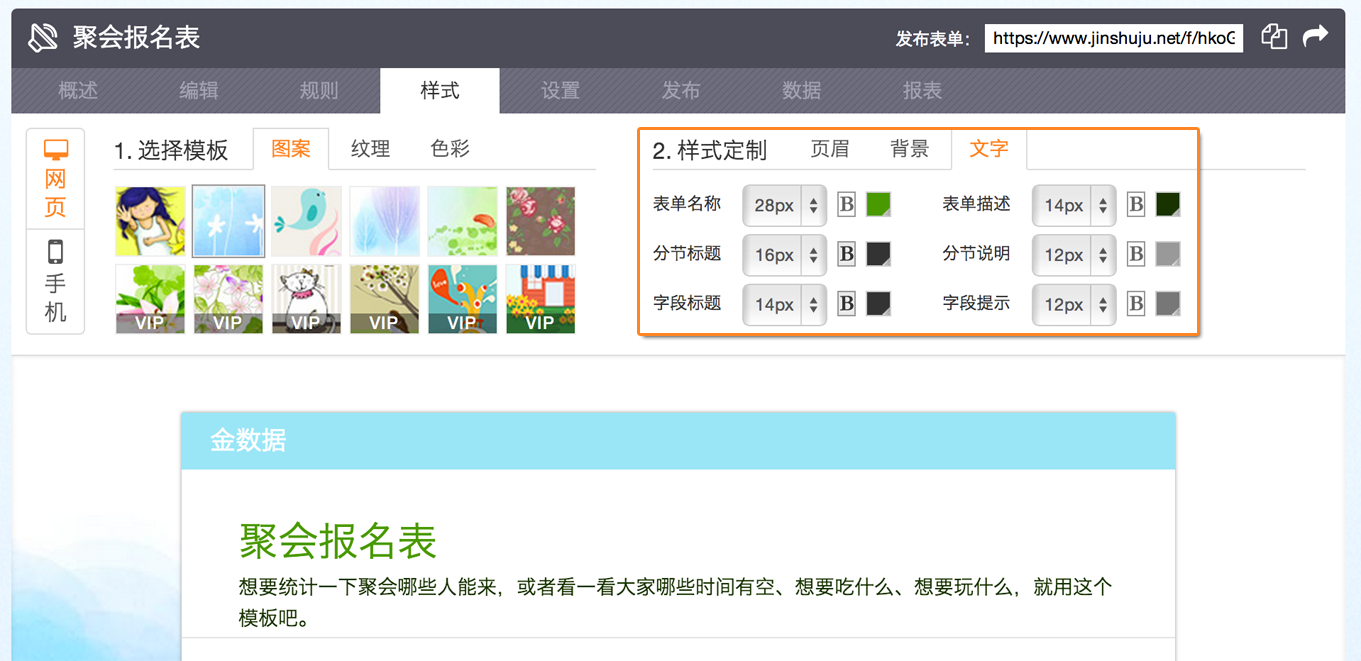 聚会报名表
发布表单：
https://www.jinshuju.net/f/hkoG
概述 编辑 规则 样式 设置 发布 数据 报表
网页
手机
1. 选择模板 图案 纹理 色彩
VIP VIP VIP VIP VIP VIP
2. 样式定制 页眉 背景 文字
表单名称 28px B 表单描述 14px B
分节标题 16px B 分节说明 12px B
字段标题 14px B 字段提示 12px B
金数据
聚会报名表
想要统计一下聚会哪些人能来，或者看一看大家哪些时间有空、想要吃什么、想要玩什么，就用这个
模板吧。